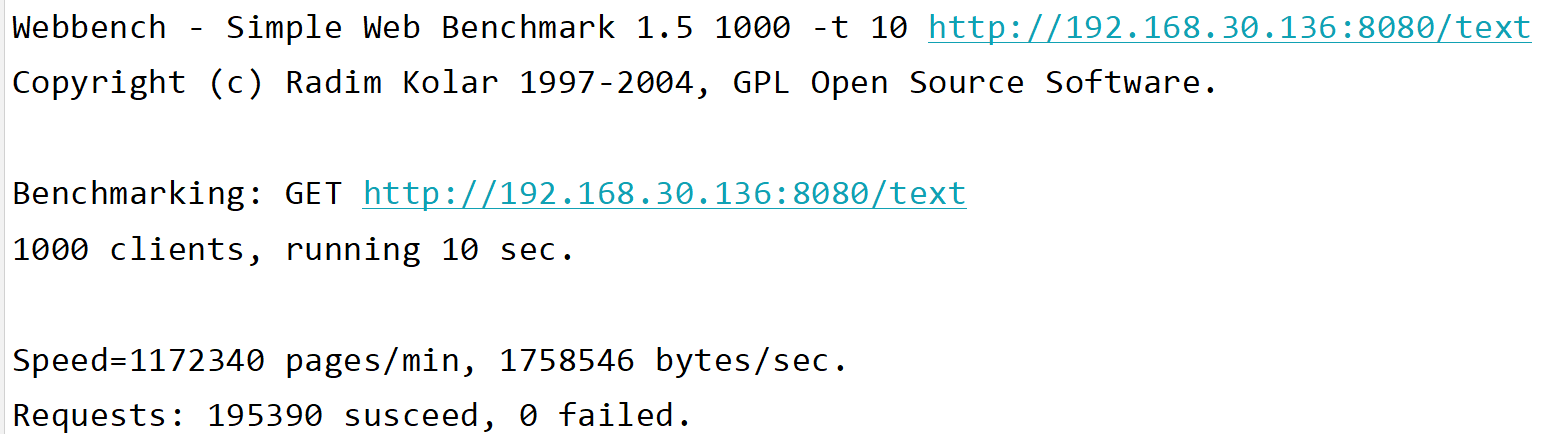 Webbench - Simple Web Benchmark 1.5 1000 -t 10 http://192.168.30.136:8080/text
Copyright (c) Radim Kolar 1997-2004, GPL Open Source Software.
Benchmarking: GET http://192.168.30.136:8080/text
1000 clients, running 10 sec.
Speed=1172340 pages/min, 1758546 bytes/sec.
Requests: 195390 susceed, 0 failed.